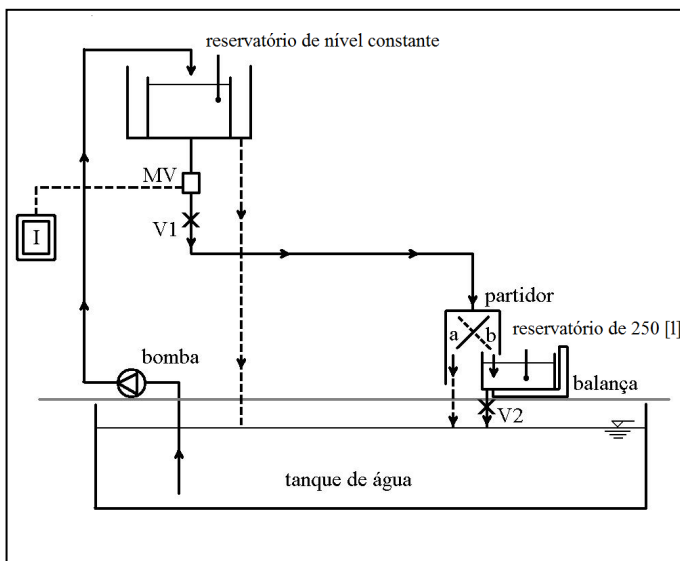 reservatório de nível constante
MV
I
V1
partidor
a
b
reservatório de 250 [l]
bomba
balança
V2
tanque de água